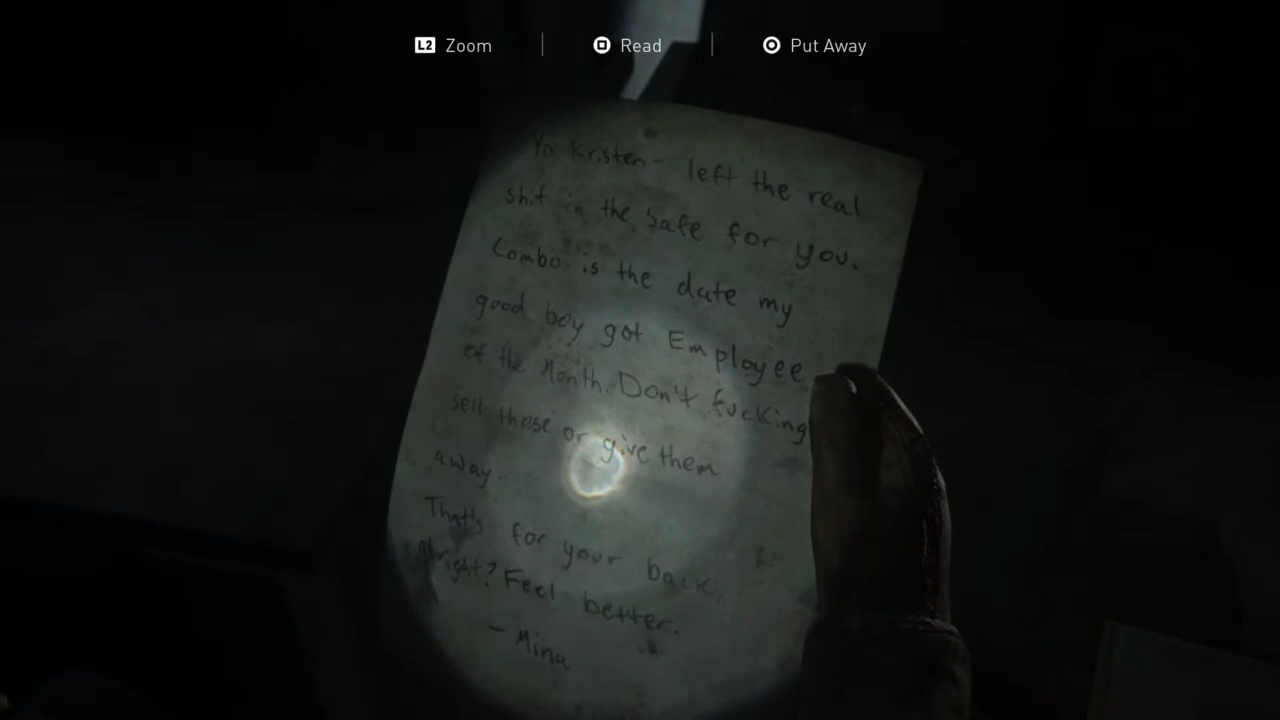 L2 Zoom | Read | Put Away
Yo Kristen - left the real
shit in the safe for you.
Combo is the date my
good boy got Employee
of the Month. Don't fucking
sell those or give them
away.
That's for your back,
alright? Feel better.
- Mina